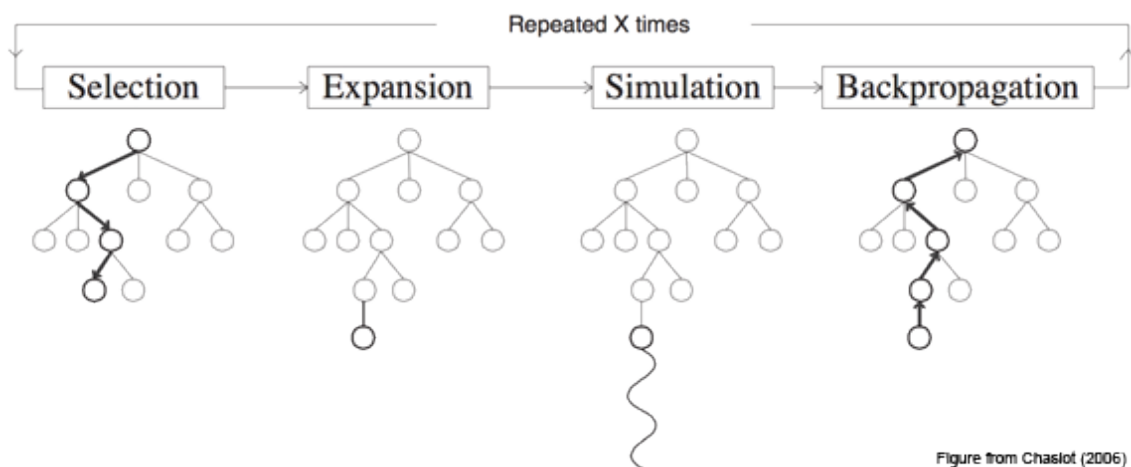 Repeated X times
Selection
Expansion
Simulation
Backpropagation
Figure from Chaslot (2006)